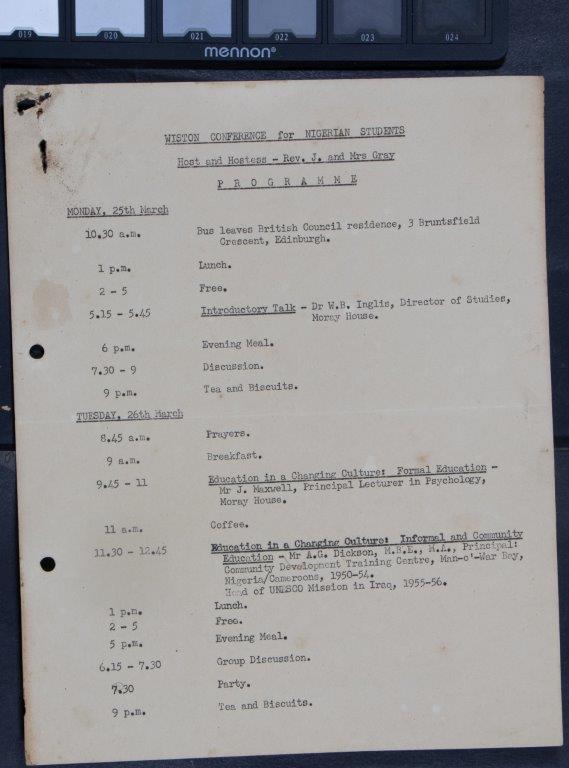 019 020 021 022 023 024
mennon®
WISTON CONFERENCE for NIGERIAN STUDENTS
Host and Hostess - Rev. J. and Mrs Gray
P R O G R A M M E
MONDAY, 25th March
10.30 a.m. Bus leaves British Council residence, 3 Bruntsfield
Crescent, Edinburgh.
1 p.m. Lunch.
2 - 5 Free.
5.15 - 5.45 Introductory Talk - Dr W.B. Inglis, Director of Studies,
Moray House.
6 p.m. Evening Meal.
7.30 - 9 Discussion.
9 p.m. Tea and Biscuits.
TUESDAY, 26th March
8.45 a.m. Prayers.
9 a.m. Breakfast.
9.45 - 11 Education in a Changing Culture: Formal Education -
Mr J. Maxwell, Principal Lecturer in Psychology,
Moray House.
11 a.m. Coffee.
11.30 - 12.45 Education in a Changing Culture: Informal and Community
Education - Mr A.G. Dickson, M.B.E., M.A., Principal:
Community Development Training Centre, Man-o'-War Bay,
Nigeria/Cameroons, 1950-54.
Head of UNESCO Mission in Iraq, 1955-56.
1 p.m. Lunch.
2 - 5 Free.
5 p.m. Evening Meal.
6.15 - 7.30 Group Discussion.
7.30 Party.
9 p.m. Tea and Biscuits.